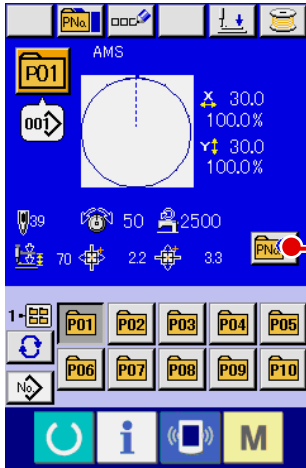 PNo.
AMS
P01
001
X 30.0
100.0%
Y 30.0
100.0%
39 50 2500
70 2.2 3.3
PNo.
1-
P01 P02 P03 P04 P05
No.
P06 P07 P08 P09 P10
i M